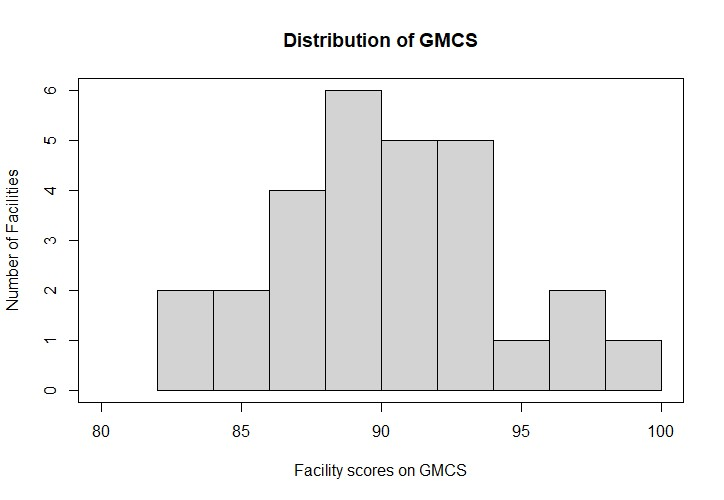 Distribution of GMCS
6
5
4
3
2
1
0
Number of Facilities
80 85 90 95 100
Facility scores on GMCS